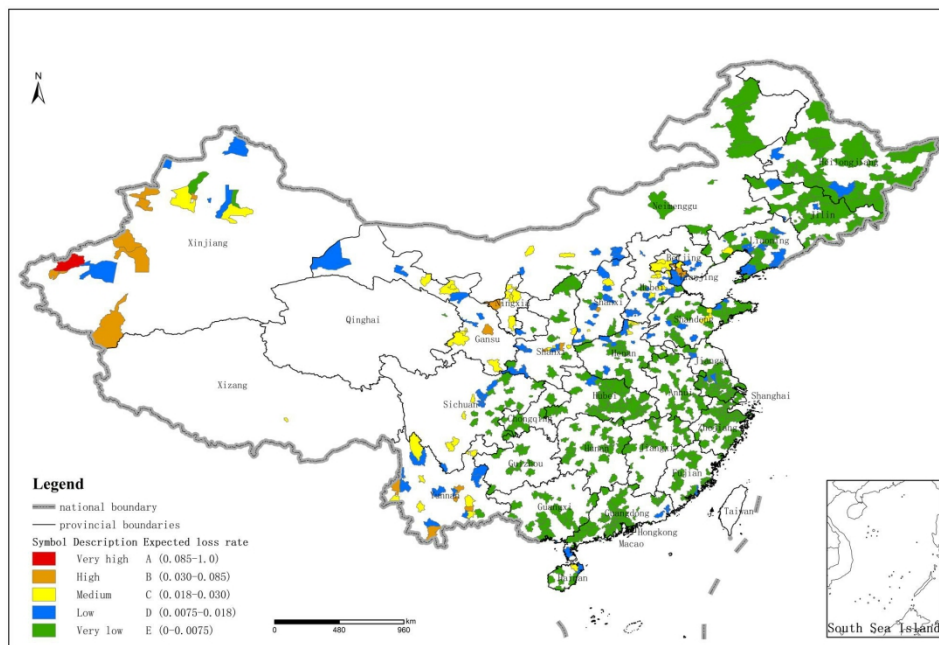 N
Heilongjiang
Jilin
Neimenggu
Liaoning
Beijing
Tianjing
Xinjiang
Hebei
Ningxia
Shanxi
Qinghai
Shandong
Gansu
Shanxi
Henan
Jiangsu
Xizang
Sichuan
Hubei
Anhui
Shanghai
Chongqing
Zhejiang
Hunan
Jiangxi
Guizhou
Fujian
Yunnan
Guangxi
Guangdong
Taiwan
Hongkong
Macao
Hainan
Legend
national boundary
provincial boundaries
Symbol Description Expected loss rate
Very high A (0.085-1.0)
High B (0.030-0.085)
Medium C (0.018-0.030)
Low D (0.0075-0.018)
Very low E (0-0.0075)
km
0 480 960
South Sea Island